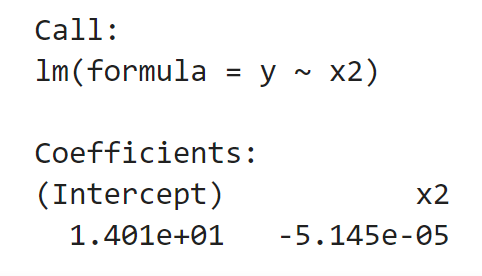 Call:
lm(formula = y ~ x2)
Coefficients:
(Intercept) x2
1.401e+01 -5.145e-05